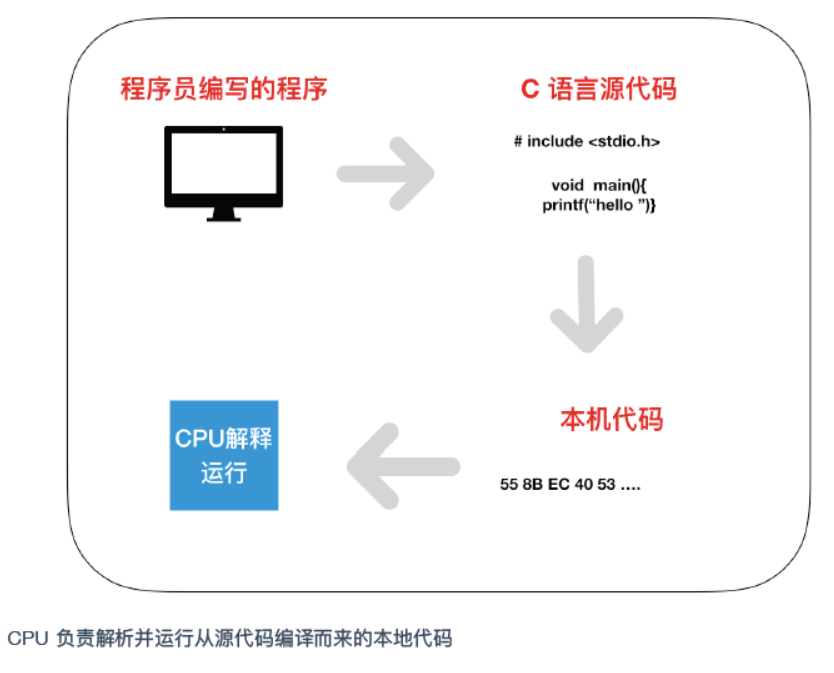 程序员编写的程序
C 语言源代码
# include <stdio.h>
void main(){
printf(“hello ”)}
本机代码
55 8B EC 40 53 ....
CPU解释
运行
CPU 负责解析并运行从源代码编译而来的本地代码